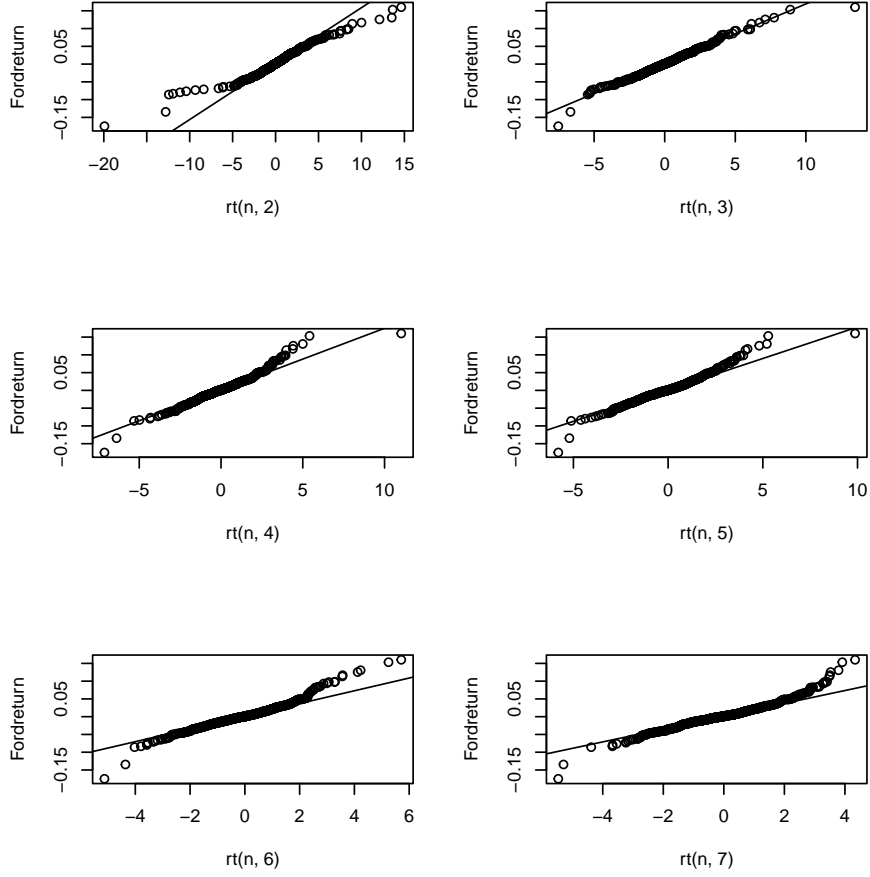 Fordreturn
0.05
−0.15
−20 −10 −5 0 5 10 15
rt(n, 2)
Fordreturn
0.05
−0.15
−5 0 5 10
rt(n, 3)
Fordreturn
0.05
−0.15
−5 0 5 10
rt(n, 4)
Fordreturn
0.05
−0.15
−5 0 5 10
rt(n, 5)
Fordreturn
0.05
−0.15
−4 −2 0 2 4 6
rt(n, 6)
Fordreturn
0.05
−0.15
−4 −2 0 2 4
rt(n, 7)